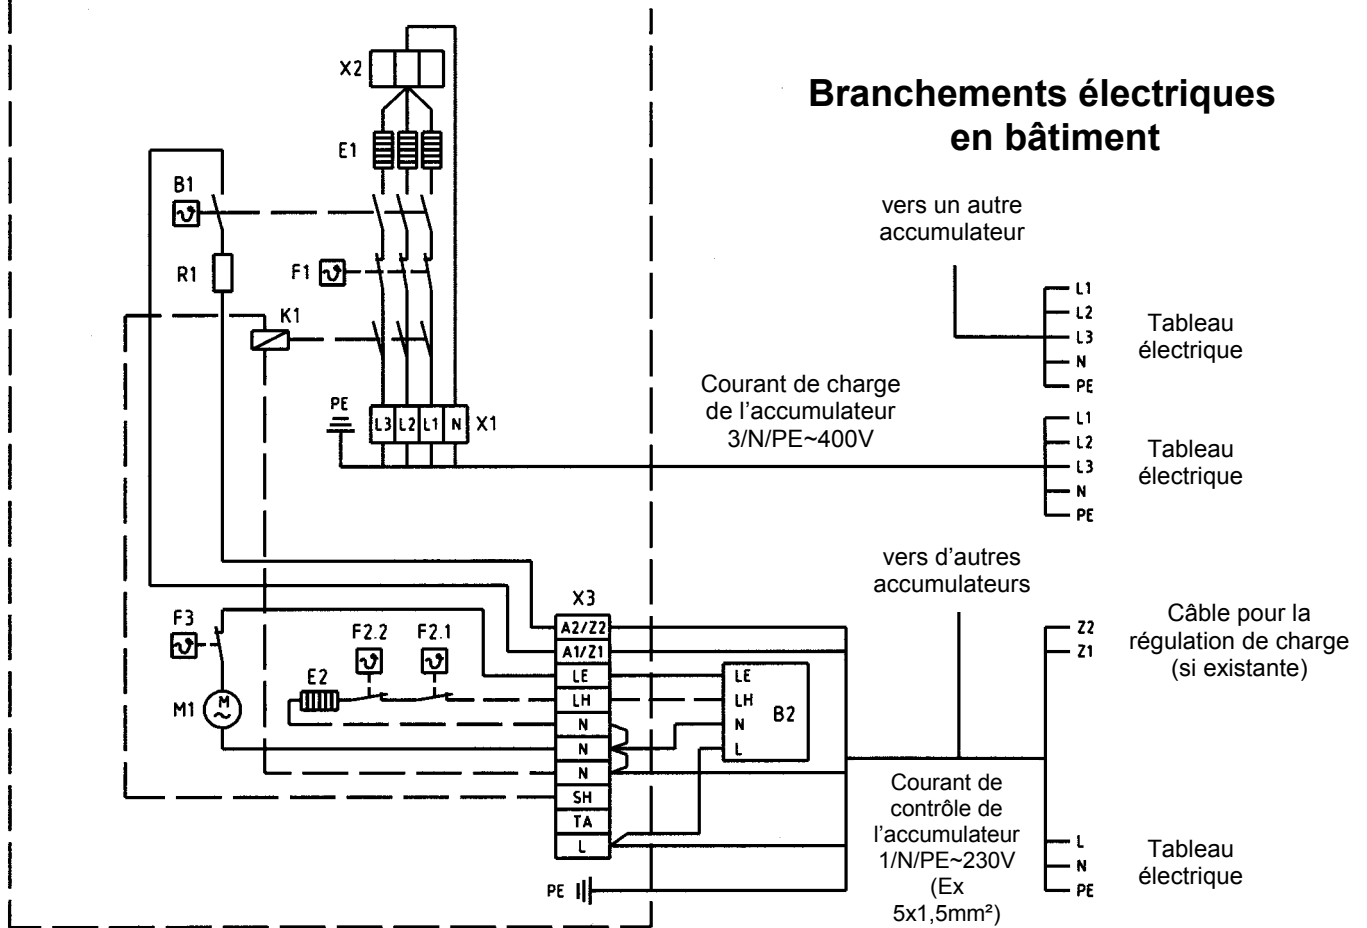 Branchements électriques
en bâtiment
X2
E1
B1
R1
F1
K1
PE
L3 L2 L1 N X1
vers un autre
accumulateur
L1
L2
L3
N
PE
Tableau
électrique
Courant de charge
de l’accumulateur
3/N/PE~400V
L1
L2
L3
N
PE
Tableau
électrique
vers d’autres
accumulateurs
Z2
Z1
Câble pour la
régulation de charge
(si existante)
F3
M1
M
~
E2
F2.2
F2.1
X3
A2/Z2
A1/Z1
LE
LH
N
N
N
SH
TA
L
PE
LE
LH
N
L
B2
Courant de
contrôle de
l’accumulateur
1/N/PE~230V
(Ex
5x1,5mm²)
L
N
PE
Tableau
électrique